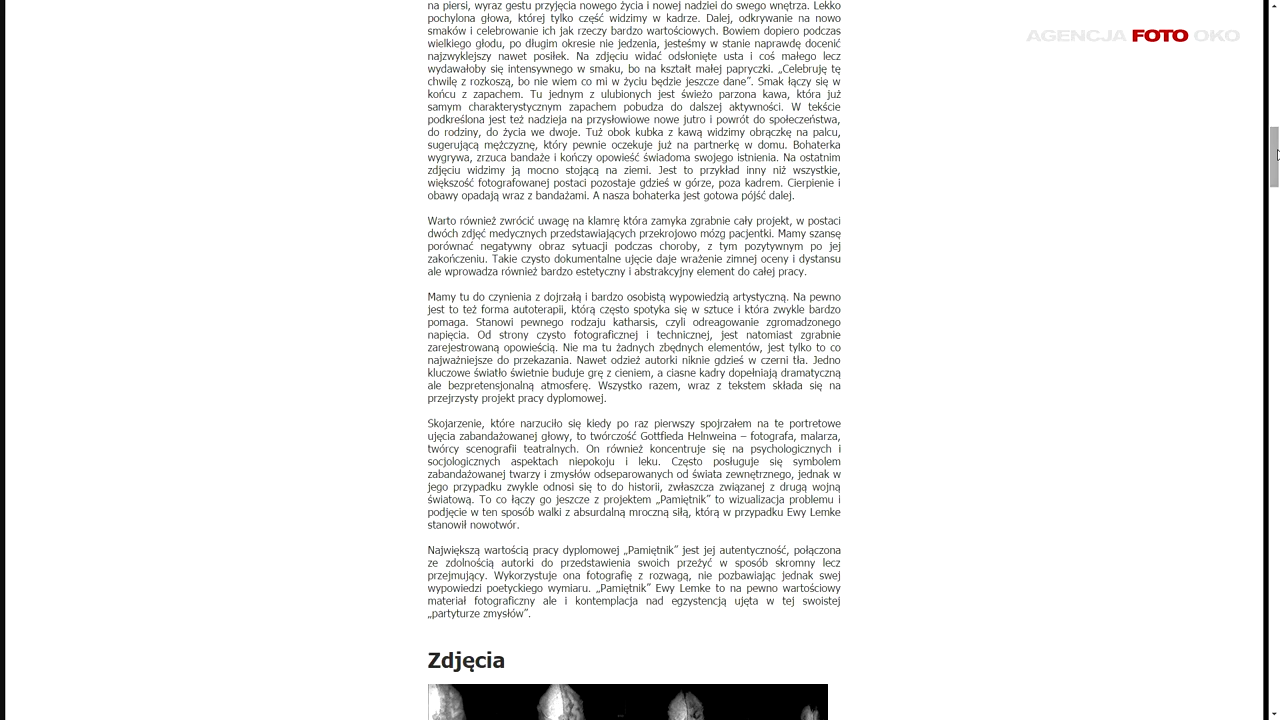 na piersi, wyraz gestu przyjęcia nowego życia i nowej nadziei do swego wnętrza. Lekko
AGENCJA FOTO OKO
pochylona głowa, której tylko część widzimy w kadrze. Dalej, odkrywanie na nowo
smaków i celebrowanie ich jak rzeczy bardzo wartościowych. Bowiem dopiero podczas
wielkiego głodu, po długim okresie nie jedzenia, jesteśmy w stanie naprawdę docenić
najzwyklejszy nawet posiłek. Na zdjęciu widać odsłonięte usta i coś małego lecz
wydawałoby się intensywnego w smaku, bo na kształt małej papryczki. „Celebruję tę
chwilę z rozkoszą, bo nie wiem co mi w życiu będzie jeszcze dane”. Smak łączy się w
końcu z zapachem. Tu jednym z ulubionych jest świeżo parzona kawa, która już
samym charakterystycznym zapachem pobudza do dalszej aktywności. W tekście
podkreślona jest też nadzieja na przysłowiowe nowe jutro i powrót do społeczeństwa,
do rodziny, do życia we dwoje. Tuż obok kubka z kawą widzimy obrączkę na palcu,
sugerującą mężczyznę, który pewnie oczekuje już na partnerkę w domu. Bohaterka
wygrywa, zrzuca bandaże i kończy opowieść świadoma swojego istnienia. Na ostatnim
zdjęciu widzimy ją mocno stojącą na ziemi. Jest to przykład inny niż wszystkie,
większość fotografowanej postaci pozostaje gdzieś w górze, poza kadrem. Cierpienie i
obawy opadają wraz z bandażami. A nasza bohaterka jest gotowa pójść dalej.
Warto również zwrócić uwagę na klamrę która zamyka zgrabnie cały projekt, w postaci
dwóch zdjęć medycznych przedstawiających przekrojowo mózg pacjentki. Mamy szansę
porównać negatywny obraz sytuacji podczas choroby, z tym pozytywnym po jej
zakończeniu. Takie czysto dokumentalne ujęcie daje wrażenie zimnej oceny i dystansu
ale wprowadza również bardzo estetyczny i abstrakcyjny element do całej pracy.
Mamy tu do czynienia z dojrzałą i bardzo osobistą wypowiedzią artystyczną. Na pewno
jest to też forma autoterapii, którą często spotyka się w sztuce i która zwykle bardzo
pomaga. Stanowi pewnego rodzaju katharsis, czyli odreagowanie zgromadzonego
napięcia. Od strony czysto fotograficznej i technicznej, jest natomiast zgrabnie
zarejestrowaną opowieścią. Nie ma tu żadnych zbędnych elementów, jest tylko to co
najważniejsze do przekazania. Nawet odzież autorki niknie gdzieś w czerni tła. Jedno
kluczowe światło świetnie buduje grę z cieniem, a ciasne kadry dopełniają dramatyczną
ale bezpretensjonalną atmosferę. Wszystko razem, wraz z tekstem składa się na
przejrzysty projekt pracy dyplomowej.
Skojarzenie, które narzuciło się kiedy po raz pierwszy spojrzałem na te portretowe
ujęcia zabandażowanej głowy, to twórczość Gottfieda Helnweina – fotografa, malarza,
twórcy scenografii teatralnych. On również koncentruje się na psychologicznych i
socjologicznych aspektach niepokoju i leku. Często posługuje się symbolem
zabandażowanej twarzy i zmysłów odseparowanych od świata zewnętrznego, jednak w
jego przypadku zwykle odnosi się to do historii, zwłaszcza związanej z drugą wojną
światową. To co łączy go jeszcze z projektem „Pamiętnik” to wizualizacja problemu i
podjęcie w ten sposób walki z absurdalną mroczną siłą, którą w przypadku Ewy Lemke
stanowił nowotwór.
Największą wartością pracy dyplomowej „Pamiętnik” jest jej autentyczność, połączona
ze zdolnością autorki do przedstawienia swoich przeżyć w sposób skromny lecz
przejmujący. Wykorzystuje ona fotografię z rozwagą, nie pozbawiając jednak swej
wypowiedzi poetyckiego wymiaru. „Pamiętnik” Ewy Lemke to na pewno wartościowy
materiał fotograficzny ale i kontemplacja nad egzystencją ujęta w tej swoistej
„partyturze zmysłów”.
Zdjęcia